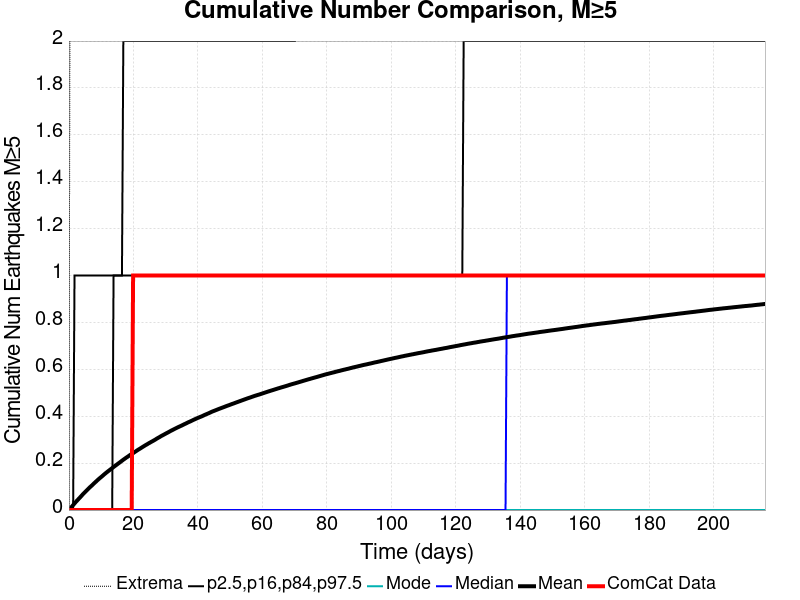 Cumulative Number Comparison, M≥5
Cumulative Num Earthquakes M≥5
2
1.8
1.6
1.4
1.2
1
0.8
0.6
0.4
0.2
0
0 20 40 60 80 100 120 140 160 180 200
Time (days)
Extrema p2.5,p16,p84,p97.5 Mode Median Mean ComCat Data